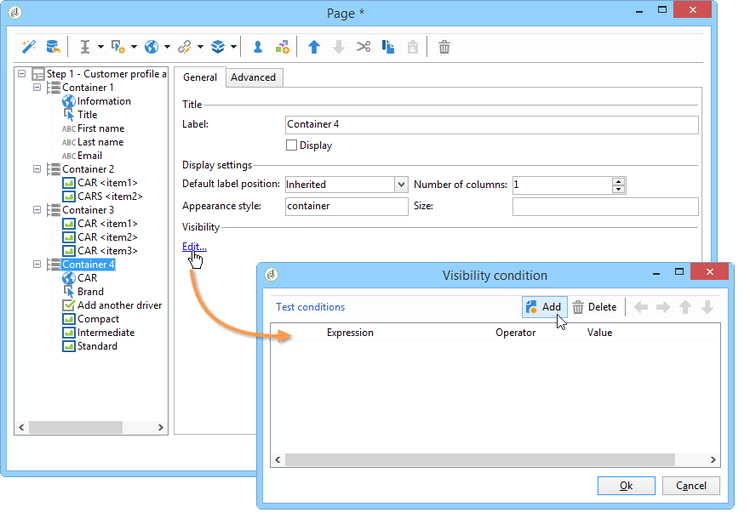 Page *
Step 1 - Customer profile a
Container 1
Information
Title
ABC First name
ABC Last name
ABC Email
Container 2
CAR <item1>
CARS <item2>
Container 3
CAR <item1>
CAR <item2>
CAR <item3>
Container 4
CAR
Brand
Add another driver
Compact
Intermediate
Standard
General Advanced
Title
Label: Container 4
Display
Display settings
Default label position: Inherited Number of columns: 1
Appearance style: container Size:
Visibility
Edit...
Visibility condition
Test conditions Add Delete
Expression Operator Value
Ok Cancel